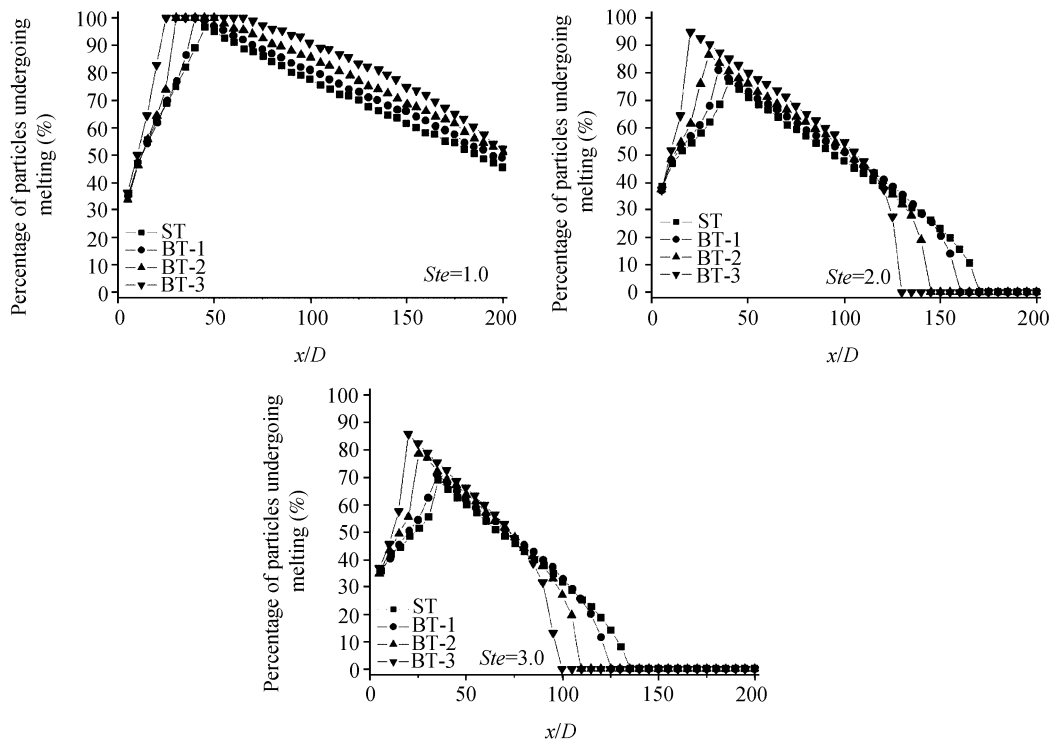 Percentage of particles undergoing
melting (%)
100
90
80
70
60
50
40
30
20
10
0
ST
BT-1
BT-2
BT-3
Ste=1.0
0
50
100
150
200
x/D
Percentage of particles undergoing
melting (%)
100
90
80
70
60
50
40
30
20
10
0
ST
BT-1
BT-2
BT-3
Ste=2.0
0
50
100
150
200
x/D
Percentage of particles undergoing
melting (%)
100
90
80
70
60
50
40
30
20
10
0
ST
BT-1
BT-2
BT-3
Ste=3.0
0
50
100
150
200
x/D